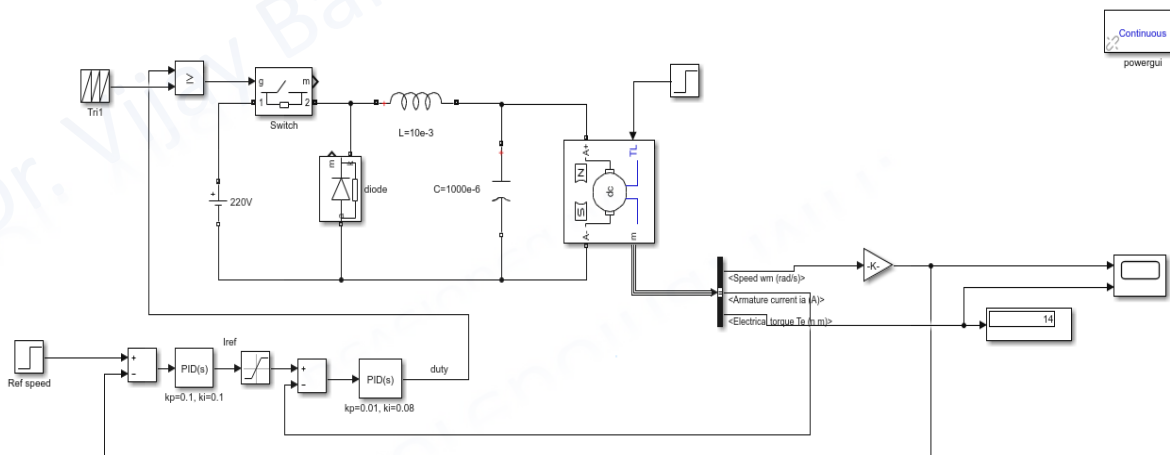 Continuous
powergui
Tri1
≥
g
m
1
2
Switch
L=10e-3
TL
A+
m
a
diode
220V
C=1000e-6
N
S
dc
A-
m
-K-
<Speed wm (rad/s)>
<Armature current ia (A)>
<Electrical torque Te (n m)>
14
Ref speed
Iref
duty
+
−
PID(s)
kp=0.1, ki=0.1
+
−
PID(s)
kp=0.01, ki=0.08
Dr. Vijay